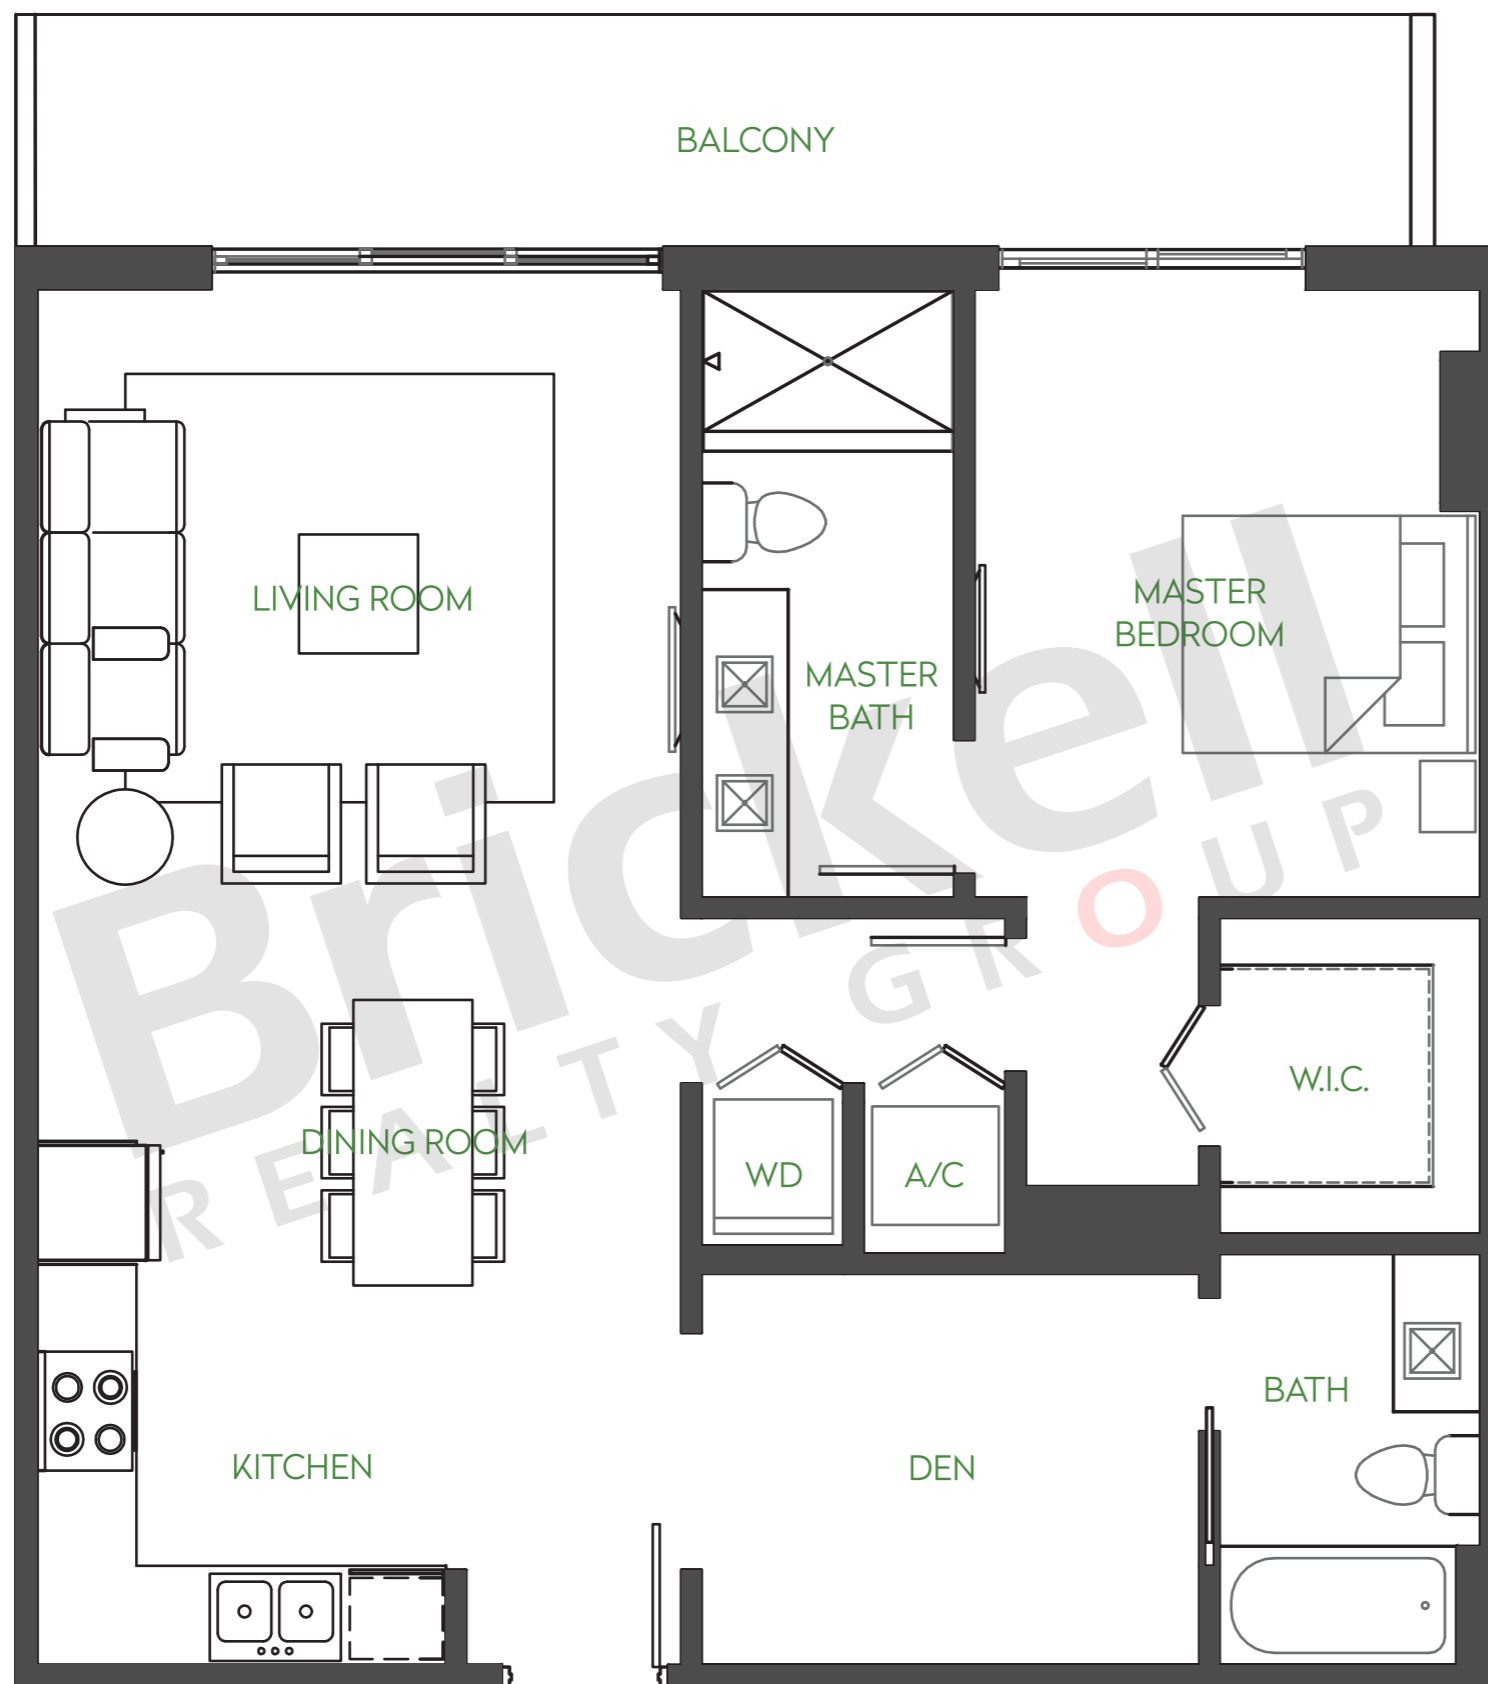 BALCONY
LIVING ROOM
MASTER
BEDROOM
MASTER
BATH
Brickell
REALTY GROUP
W.I.C.
DINING ROOM
WD
A/C
BATH
KITCHEN
DEN